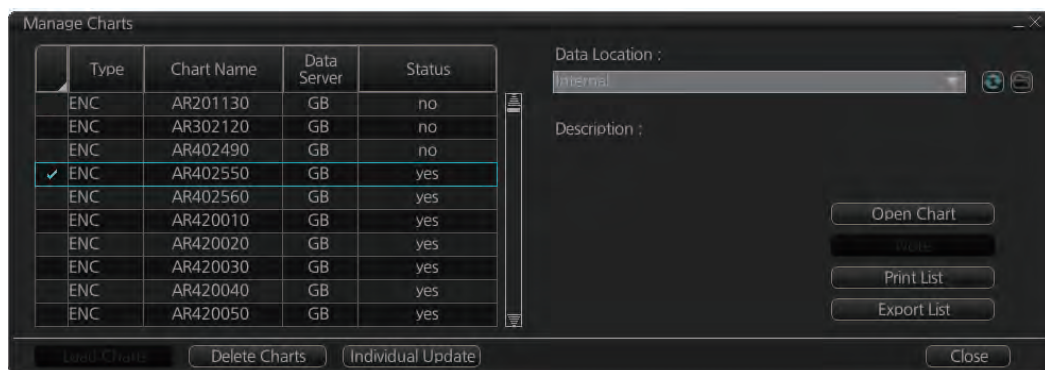 Manage Charts
Type Chart Name Data Server Status
ENC AR201130 GB no
ENC AR302120 GB no
ENC AR402490 GB no
ENC AR402550 GB yes
ENC AR402560 GB yes
ENC AR420010 GB yes
ENC AR420020 GB yes
ENC AR420030 GB yes
ENC AR420040 GB yes
ENC AR420050 GB yes
Data Location :
Internal
Description :
Open Chart
Print List
Export List
Load Charts
Delete Charts
Individual Update
Close